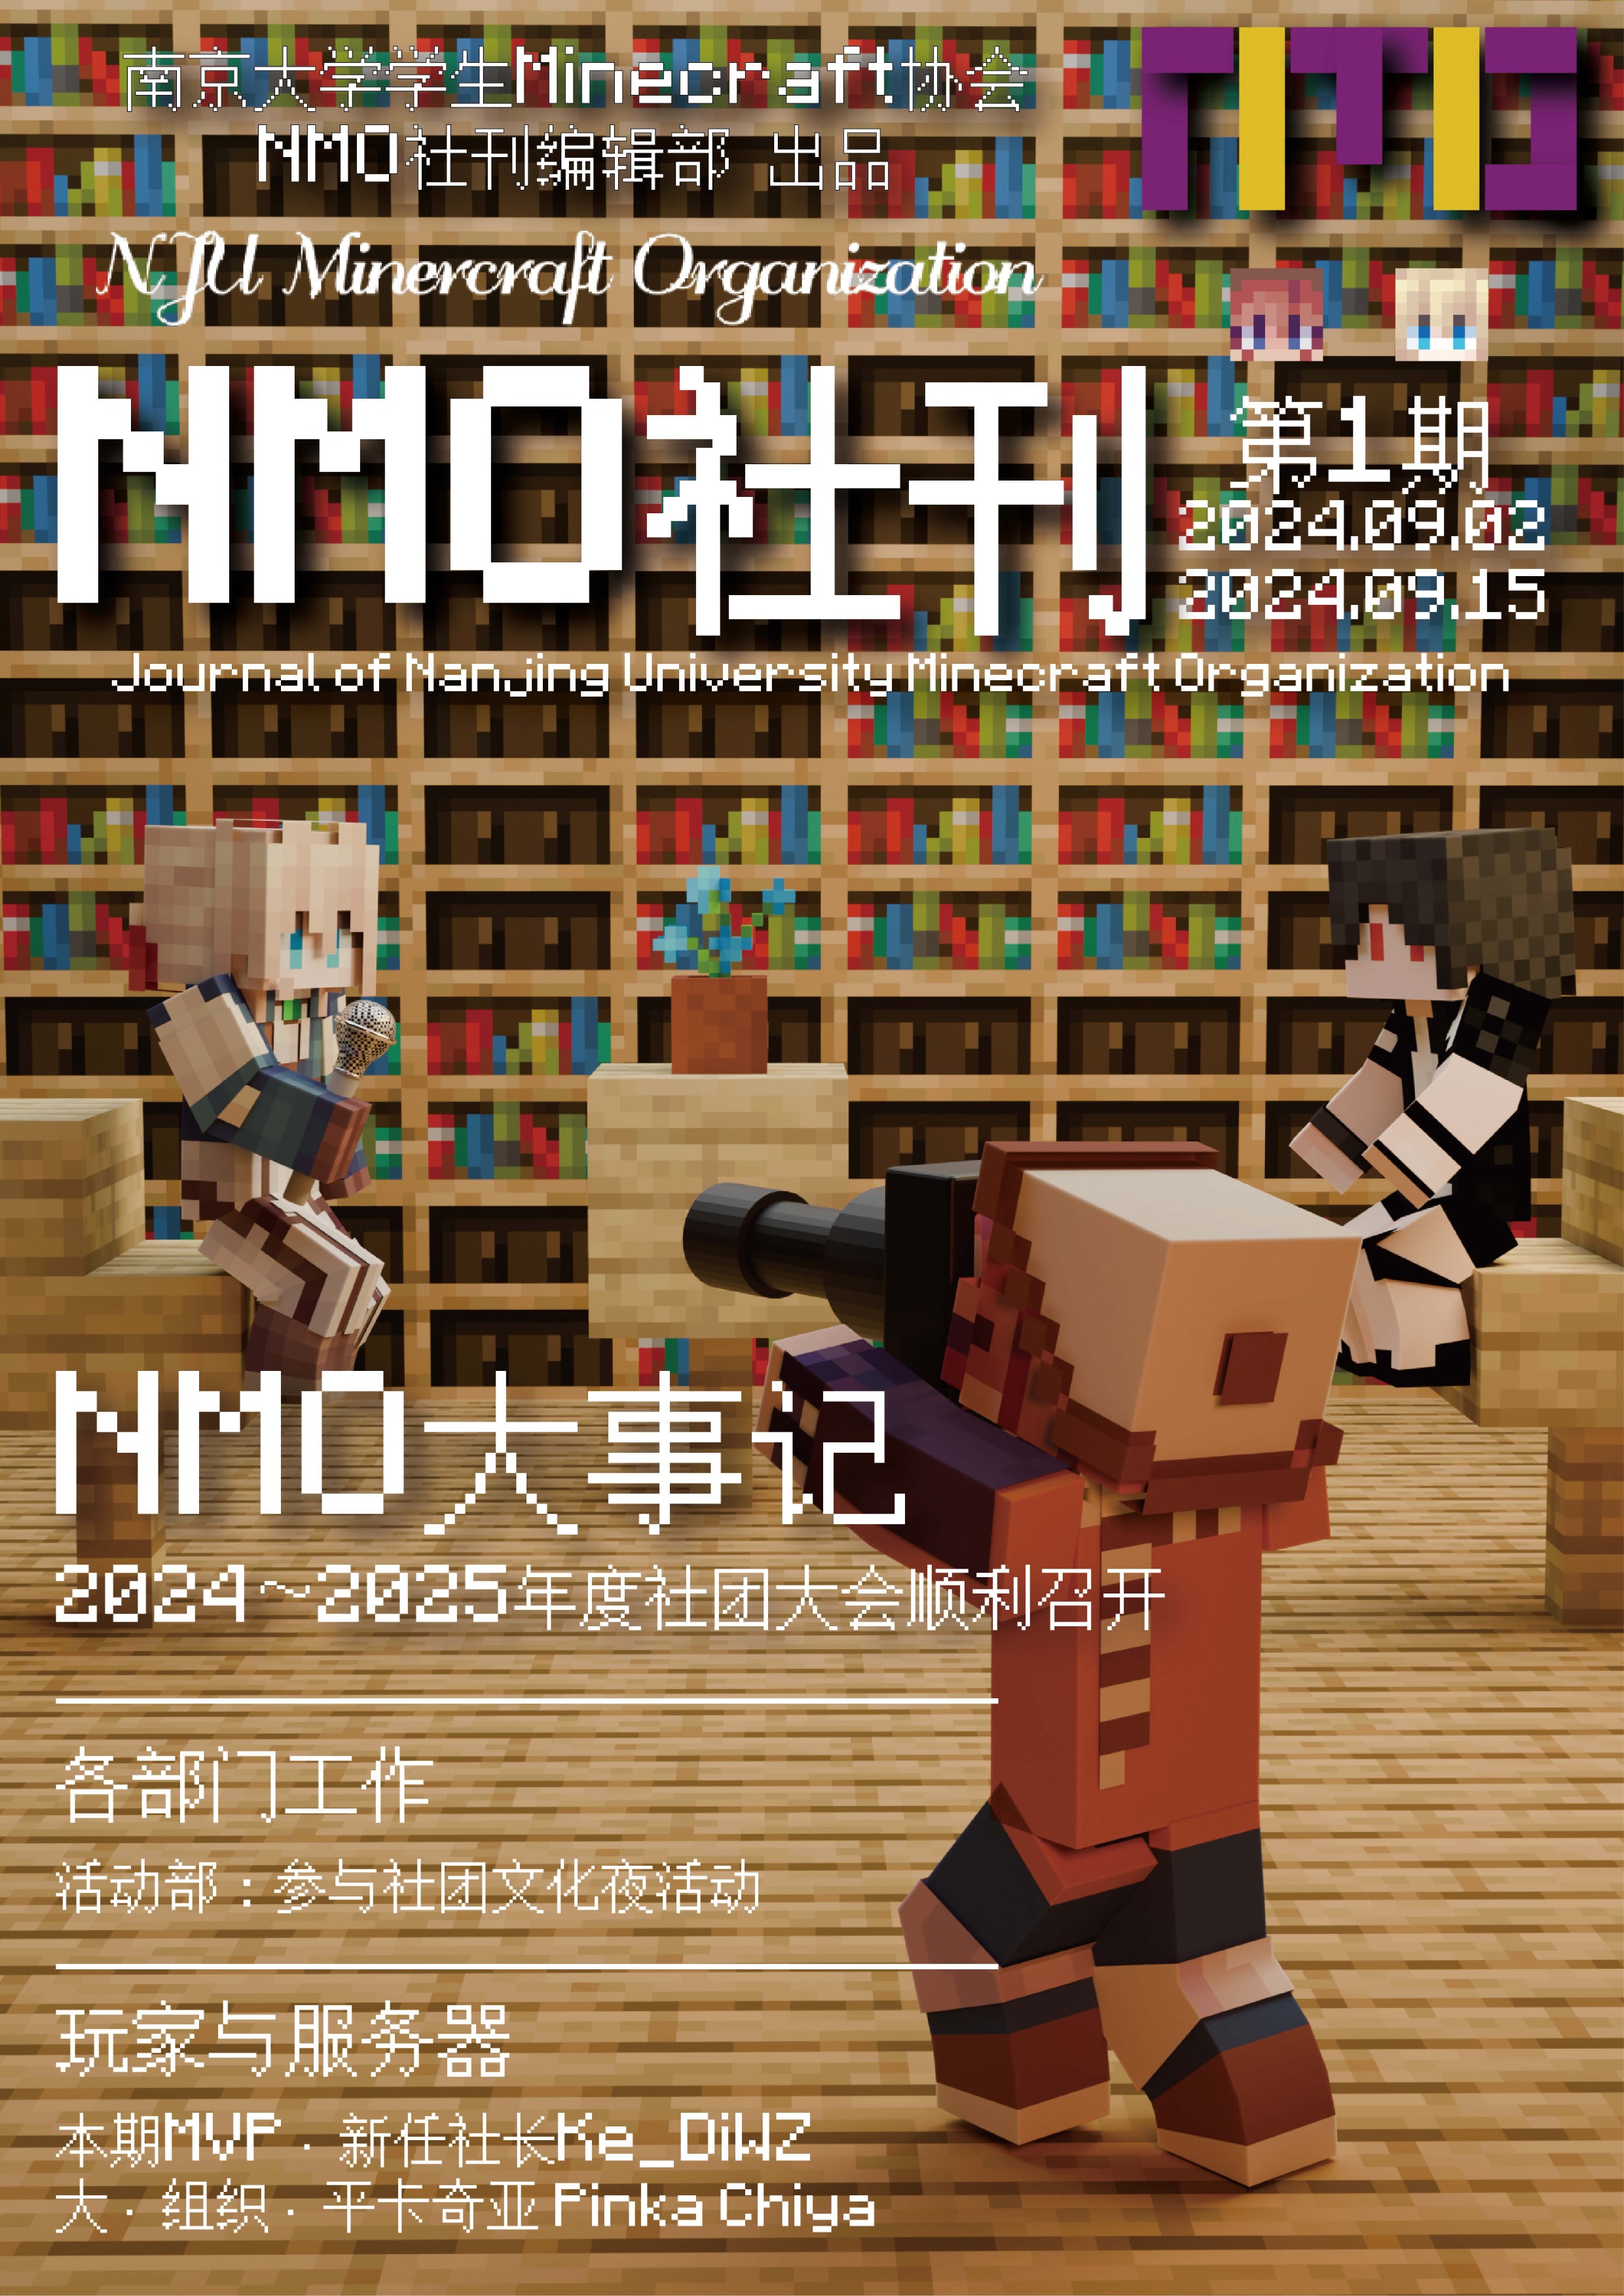 南京大学学生Minecraft协会
NMO社刊编辑部 出品
NMO
NJU Minercraft Organization
NMO社刊
第1期
2024.09.02
2024.09.15
Journal of Nanjing University Minecraft Organization
NMO大事记
2024~2025年度社团大会顺利召开
各部门工作
活动部：参与社团文化夜活动
玩家与服务器
本期MVP · 新任社长Ke_DiWZ
大 · 组织 · 平卡奇亚 Pinka Chiya